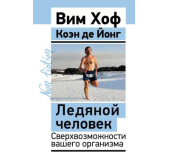 Вим Хоф
Коэн де Йонг
Ледяной
человек
Сверхвозможности
вашего организма